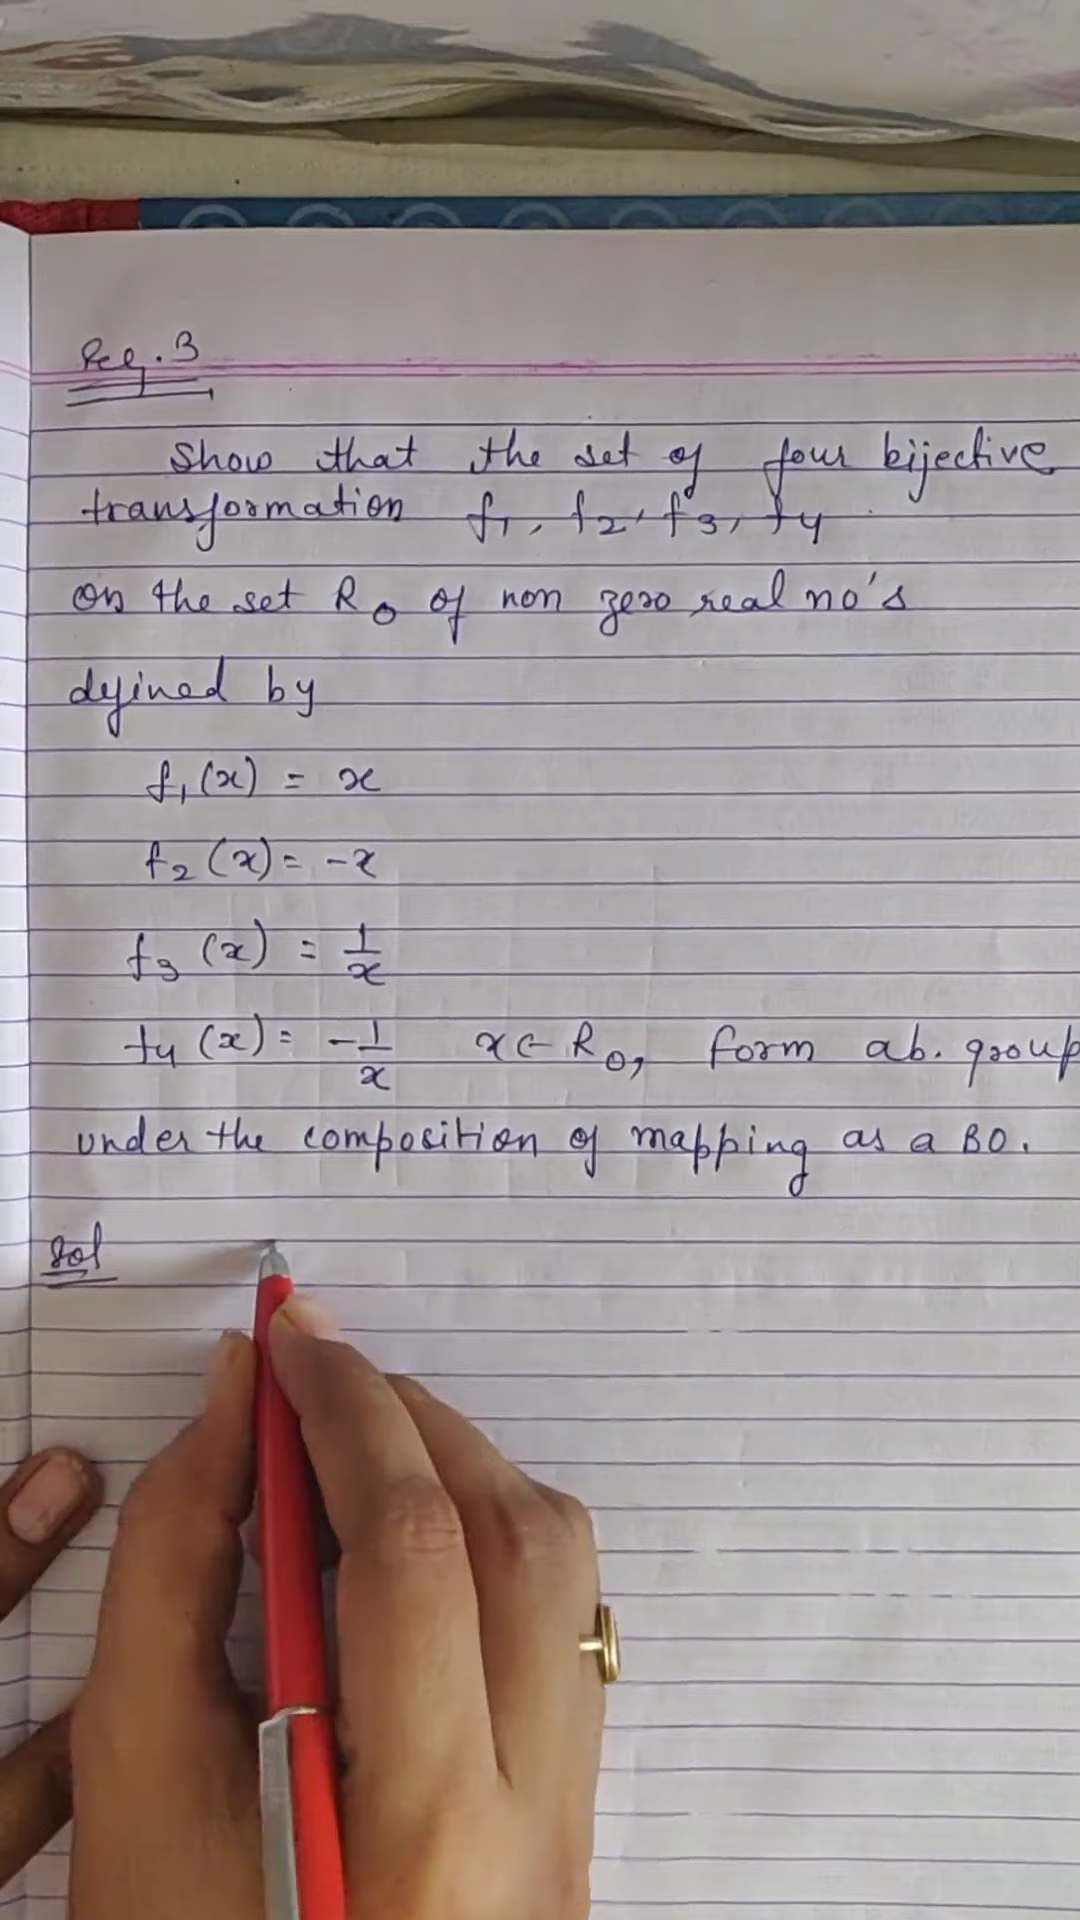 Show that the set of four bijective
transformation f1, f2, f3, f4
on the set R0 of non zero real no's
defined by
f1(x) = x
f2(x) = -x
f3(x) = 1/x
f4(x) = -1/x x∈R0, form ab. group
under the composition of mapping as a BO.
Sol